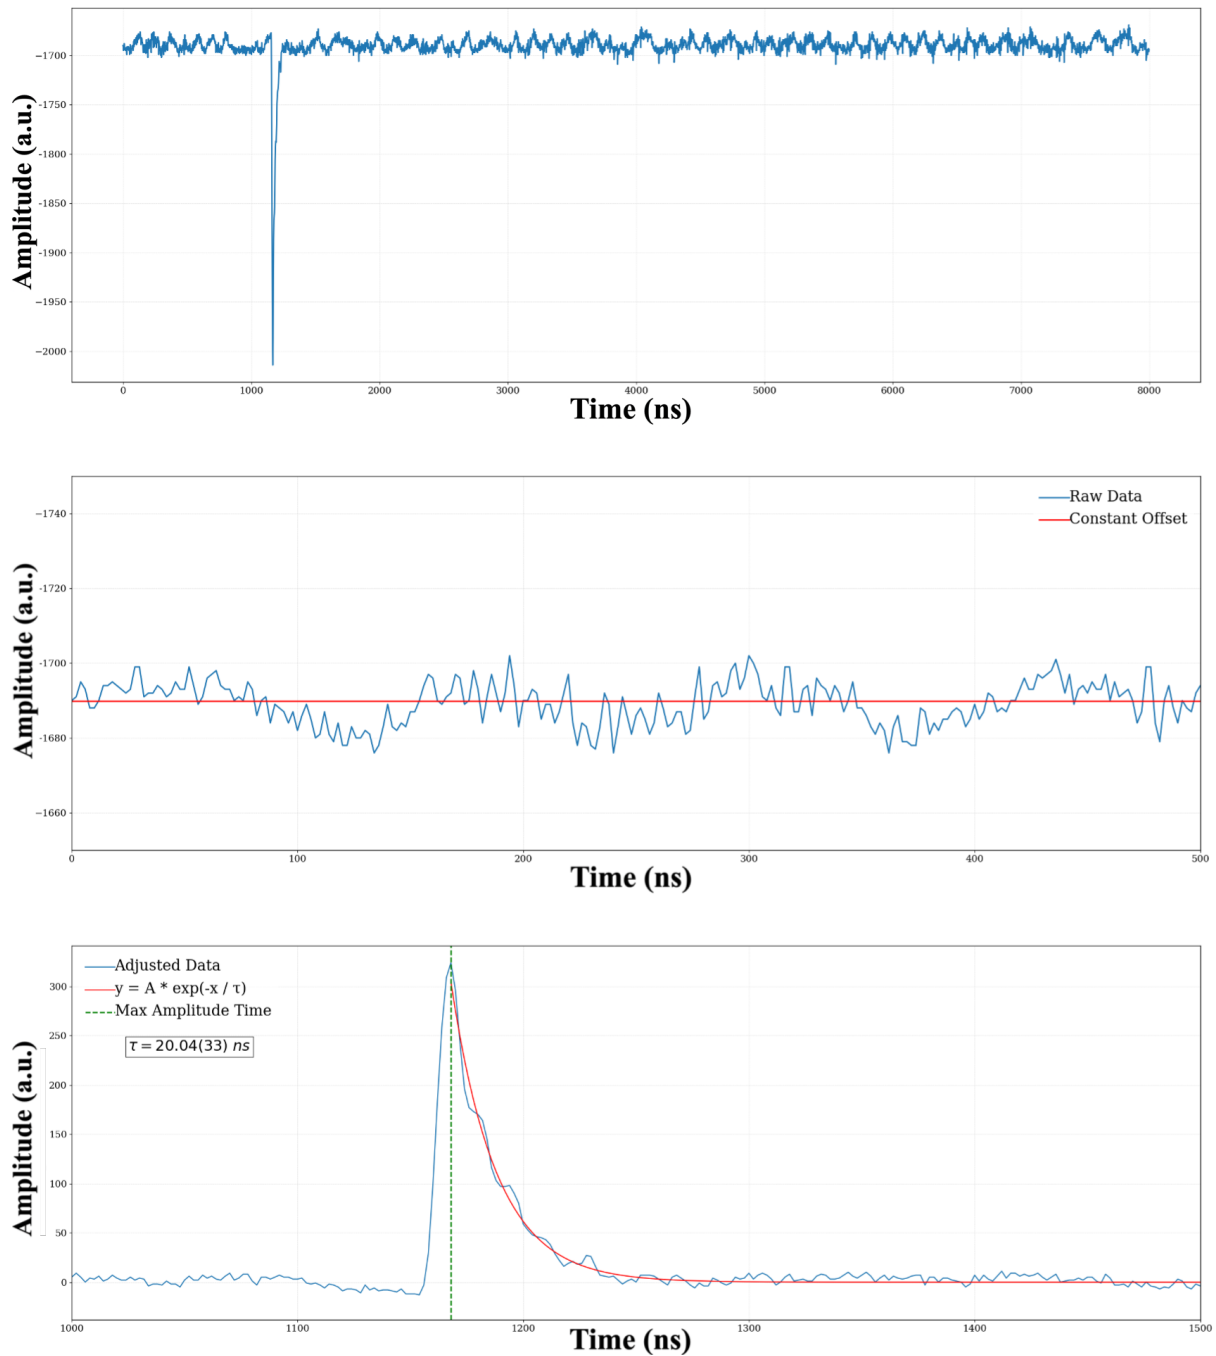 Amplitude (a.u.)
−1700
−1750
−1800
−1850
−1900
−1950
−2000
0 1000 2000 3000 4000 5000 6000 7000 8000
Time (ns)
Amplitude (a.u.)
−1740
−1720
−1700
−1680
−1660
Raw Data
Constant Offset
0 100 200 300 400 500
Time (ns)
Amplitude (a.u.)
300
250
200
150
100
50
0
Adjusted Data
y = A * exp(-x / τ)
Max Amplitude Time
τ = 20.04(33) ns
1000 1100 1200 1300 1400 1500
Time (ns)